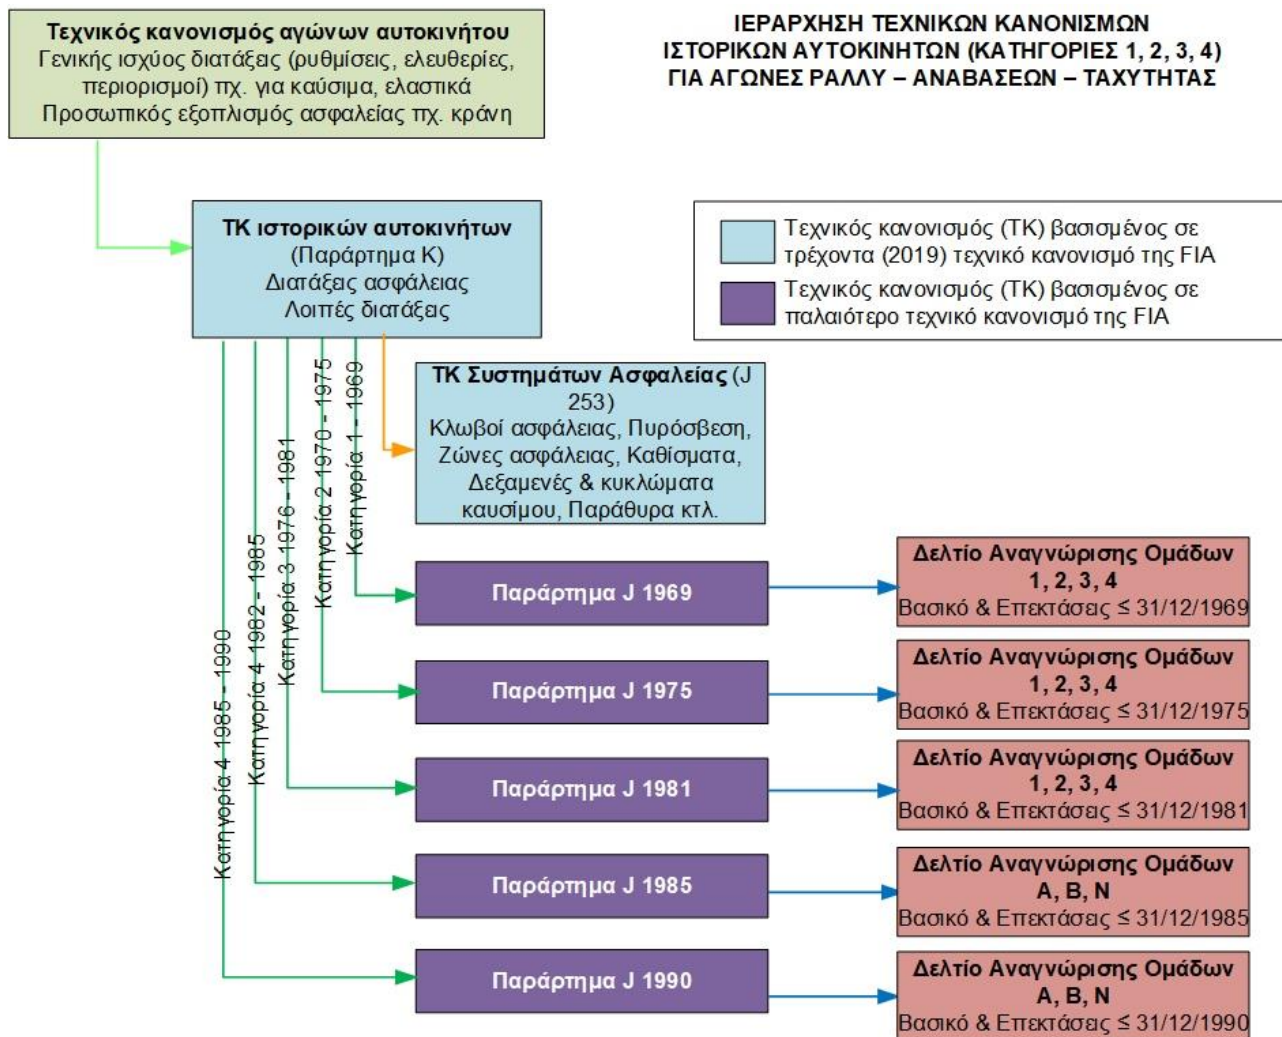 Τεχνικός κανονισμός αγώνων αυτοκινήτου
Γενικής ισχύος διατάξεις (ρυθμίσεις, ελευθερίες,
περιορισμοί) πχ. για καύσιμα, ελαστικά
Προσωπικός εξοπλισμός ασφαλείας πχ. κράνη
ΙΕΡΑΡΧΗΣΗ ΤΕΧΝΙΚΩΝ ΚΑΝΟΝΙΣΜΩΝ
ΙΣΤΟΡΙΚΩΝ ΑΥΤΟΚΙΝΗΤΩΝ (ΚΑΤΗΓΟΡΙΕΣ 1, 2, 3, 4)
ΓΙΑ ΑΓΩΝΕΣ ΡΑΛΛΥ – ΑΝΑΒΑΣΕΩΝ – ΤΑΧΥΤΗΤΑΣ
ΤΚ ιστορικών αυτοκινήτων
(Παράρτημα Κ)
Διατάξεις ασφάλειας
Λοιπές διατάξεις
Τεχνικός κανονισμός (ΤΚ) βασισμένος σε
τρέχοντα (2019) τεχνικό κανονισμό της FIA
Τεχνικός κανονισμός (ΤΚ) βασισμένος σε
παλαιότερο τεχνικό κανονισμό της FIA
Κατηγορία 4 1985 - 1990
Κατηγορία 4 1982 - 1985
Κατηγορία 3 1976 - 1981
Κατηγορία 2 1970 - 1975
Κατηγορία 1 - 1969
ΤΚ Συστημάτων Ασφαλείας (J
253)
Κλωβοί ασφάλειας, Πυρόσβεση,
Ζώνες ασφάλειας, Καθίσματα,
Δεξαμενές & κυκλώματα
καυσίμου, Παράθυρα κτλ.
Παράρτημα J 1969
Δελτίο Αναγνώρισης Ομάδων
1, 2, 3, 4
Βασικό & Επεκτάσεις ≤ 31/12/1969
Παράρτημα J 1975
Δελτίο Αναγνώρισης Ομάδων
1, 2, 3, 4
Βασικό & Επεκτάσεις ≤ 31/12/1975
Παράρτημα J 1981
Δελτίο Αναγνώρισης Ομάδων
1, 2, 3, 4
Βασικό & Επεκτάσεις ≤ 31/12/1981
Παράρτημα J 1985
Δελτίο Αναγνώρισης Ομάδων
Α, Β, Ν
Βασικό & Επεκτάσεις ≤ 31/12/1985
Παράρτημα J 1990
Δελτίο Αναγνώρισης Ομάδων
Α, Β, Ν
Βασικό & Επεκτάσεις ≤ 31/12/1990